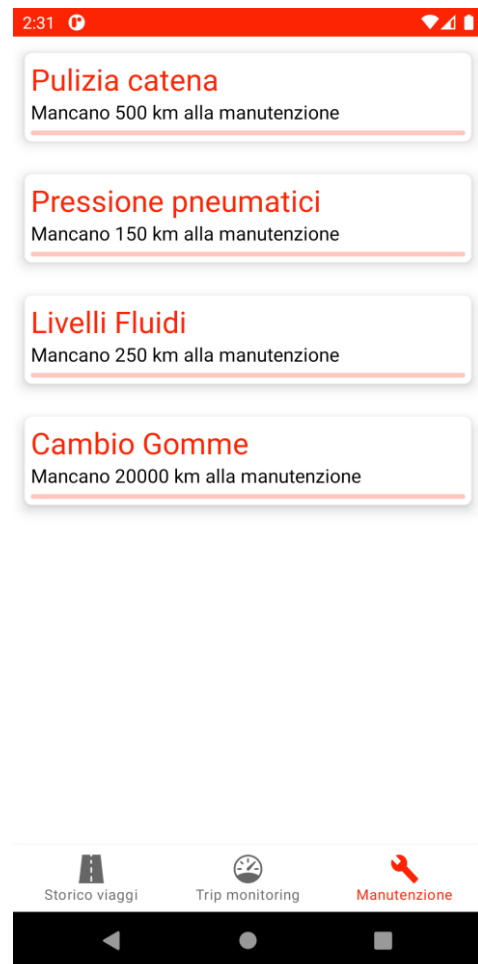 2:31
Pulizia catena
Mancano 500 km alla manutenzione
Pressione pneumatici
Mancano 150 km alla manutenzione
Livelli Fluidi
Mancano 250 km alla manutenzione
Cambio Gomme
Mancano 20000 km alla manutenzione
Storico viaggi Trip monitoring Manutenzione